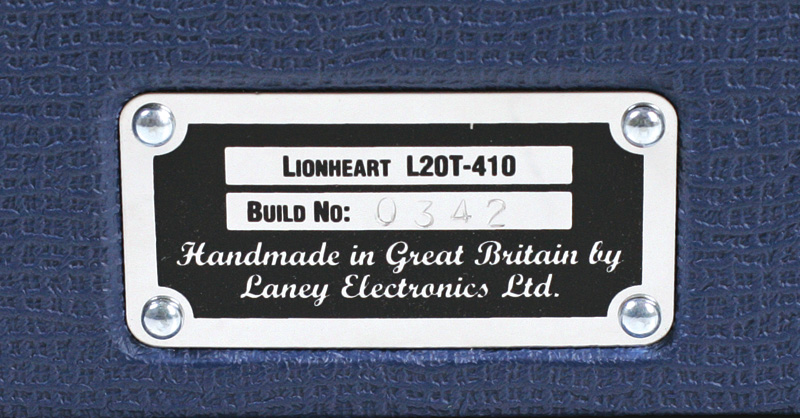 Lionheart L20T-410
Build No: 0342
Handmade in Great Britain by
Laney Electronics Ltd.